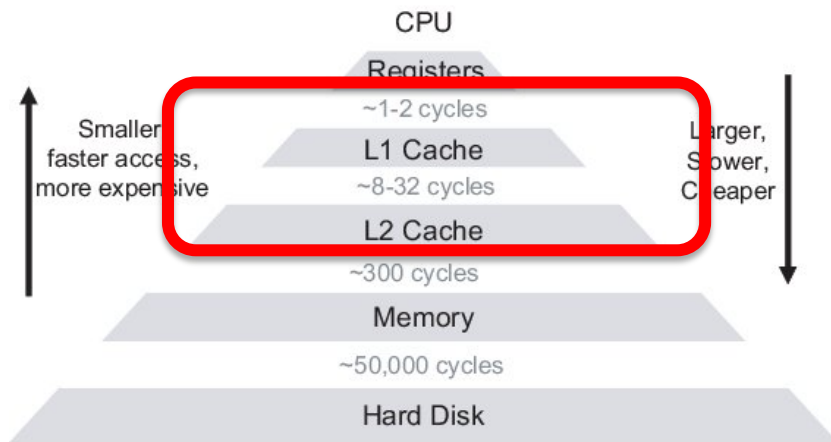 CPU
Registers
~1-2 cycles
Smaller
faster access,
more expensive
L1 Cache
Larger,
Slower,
Cheaper
~8-32 cycles
L2 Cache
~300 cycles
Memory
~50,000 cycles
Hard Disk